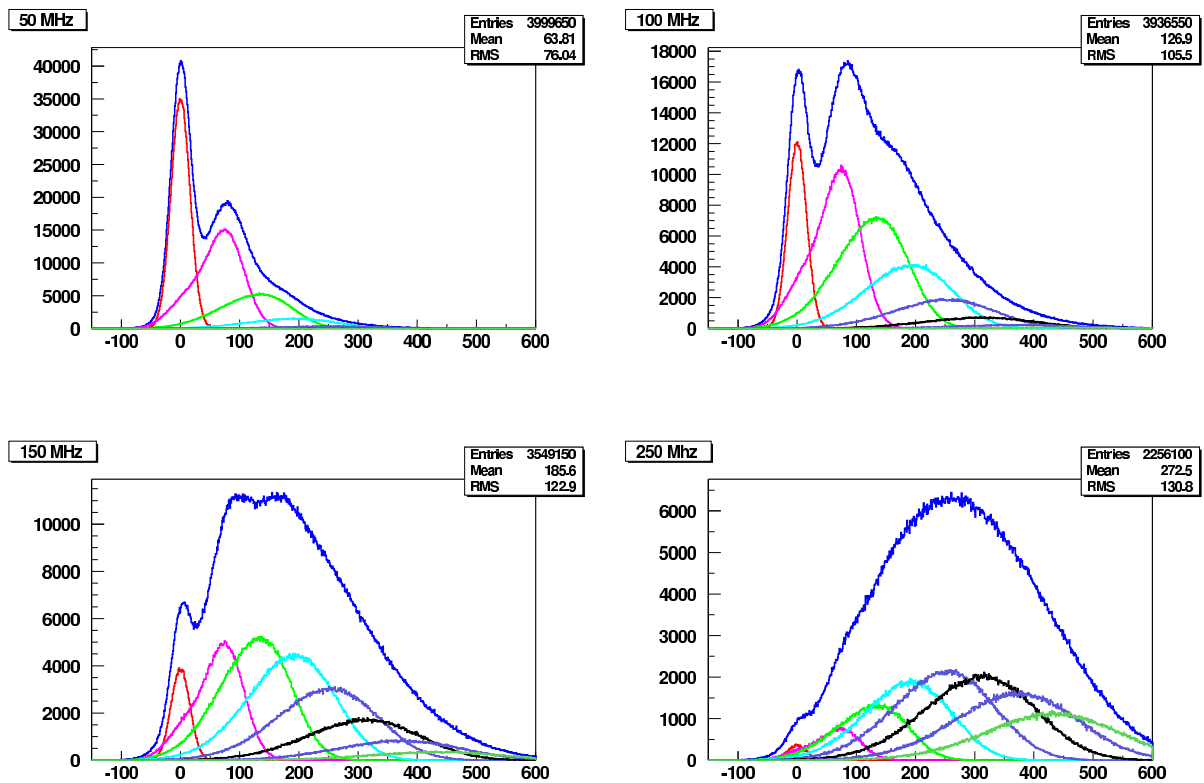 50 MHz
Entries 3999650
Mean 63.81
RMS 76.04
40000
35000
30000
25000
20000
15000
10000
5000
0
-100 0 100 200 300 400 500 600
100 MHz
Entries 3936550
Mean 126.9
RMS 105.5
18000
16000
14000
12000
10000
8000
6000
4000
2000
0
-100 0 100 200 300 400 500 600
150 MHz
Entries 3549150
Mean 185.6
RMS 122.9
10000
8000
6000
4000
2000
0
-100 0 100 200 300 400 500 600
250 Mhz
Entries 2256100
Mean 272.5
RMS 130.8
6000
5000
4000
3000
2000
1000
0
-100 0 100 200 300 400 500 600